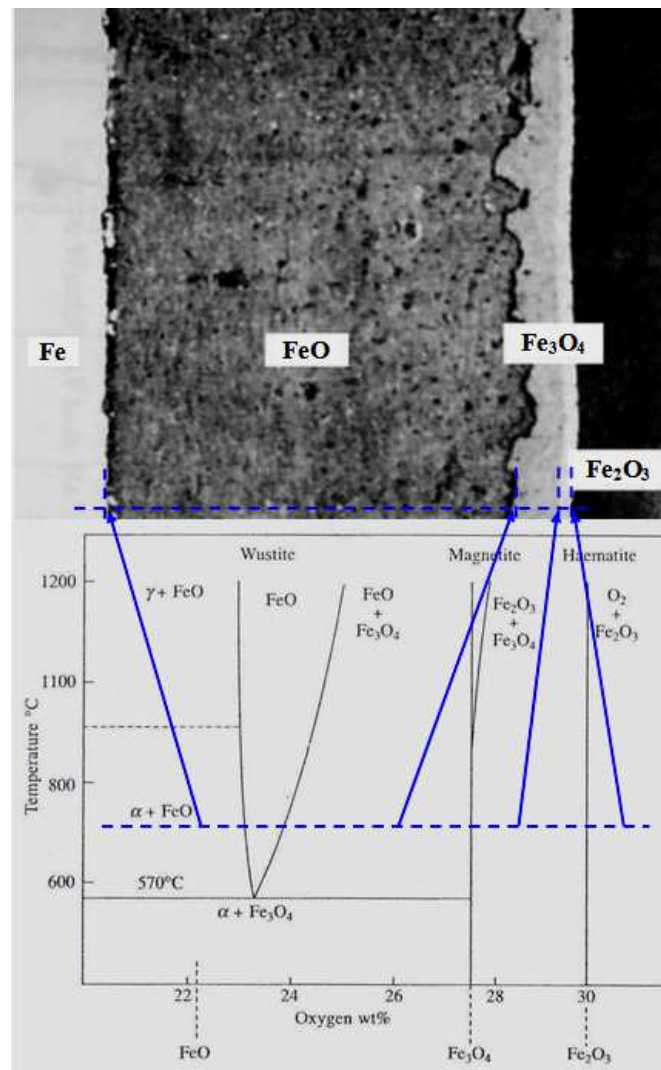 Fe
FeO
Fe₃O₄
Fe₂O₃
Wustite
Magnetite
Haematite
1200
γ + FeO
FeO
FeO
+
Fe₃O₄
Fe₂O₃
+
Fe₃O₄
O₂
+
Fe₂O₃
1100
Temperature °C
800
α + FeO
600
570°C
α + Fe₃O₄
22
24
26
28
30
Oxygen wt%
FeO
Fe₃O₄
Fe₂O₃